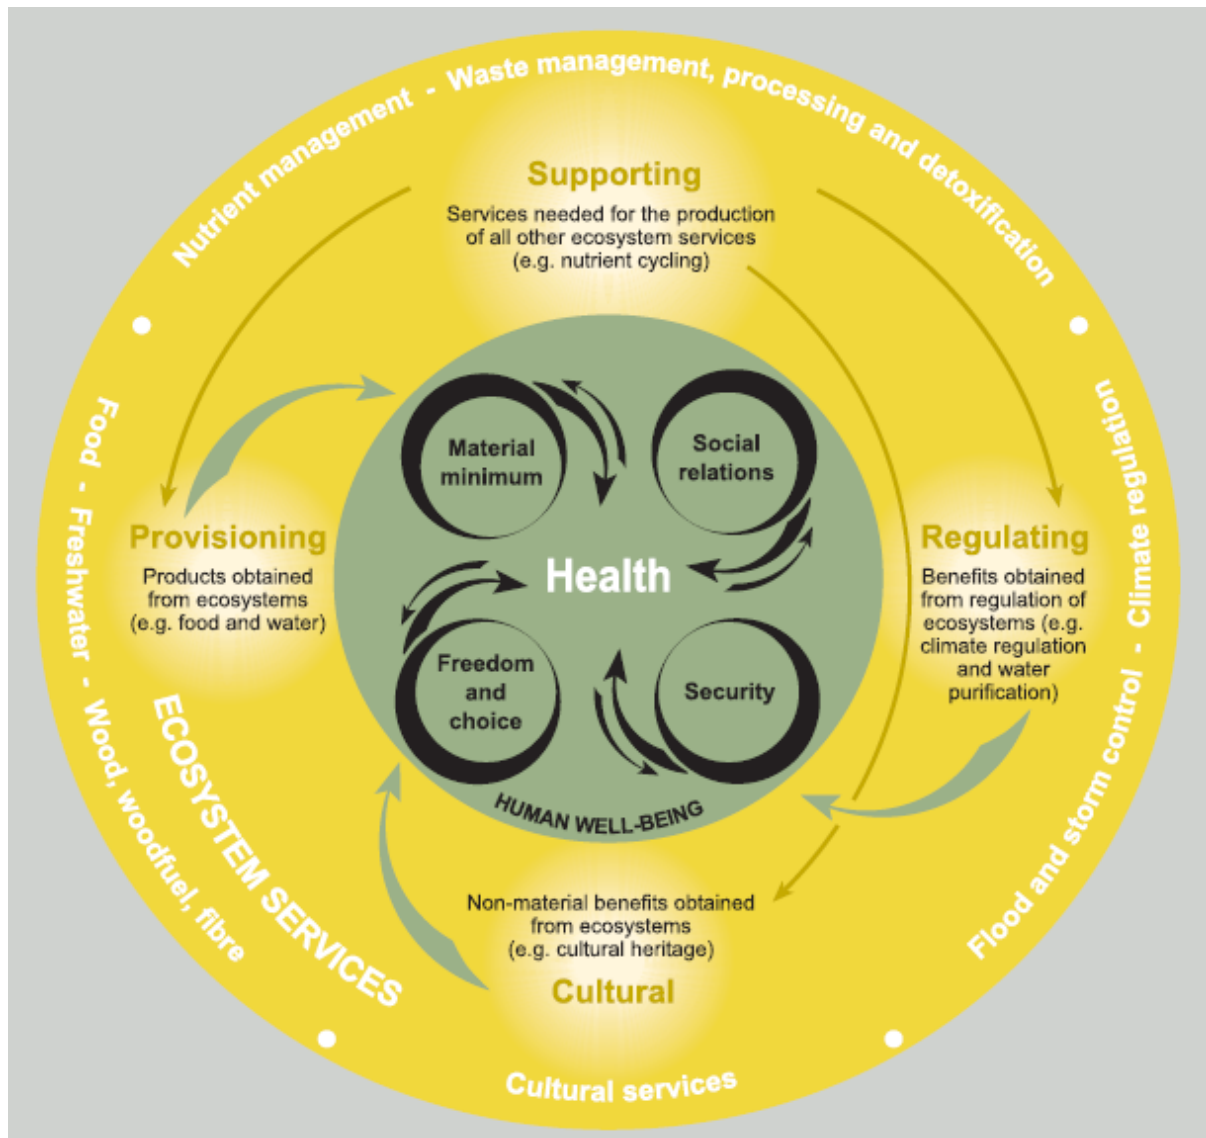 Nutrient management - Waste management, processing and detoxification
Supporting
Services needed for the production
of all other ecosystem services
(e.g. nutrient cycling)
Food - Freshwater - Wood, woodfuel, fibre
Provisioning
Products obtained
from ecosystems
(e.g. food and water)
ECOSYSTEM SERVICES
Material
minimum
Social
relations
Health
Freedom
and
choice
Security
HUMAN WELL-BEING
Regulating
Benefits obtained
from regulation of
ecosystems (e.g.
climate regulation
and water
purification)
Flood and storm control - Climate regulation
Non-material benefits obtained
from ecosystems
(e.g. cultural heritage)
Cultural
Cultural services